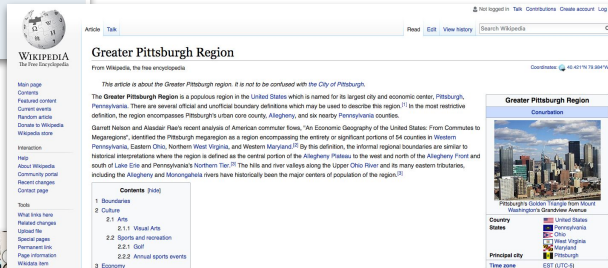 Not logged in Talk Contributions Create account Log
Article Talk
Read Edit View history Search Wikipedia
WIKIPEDIA
The Free Encyclopedia
Main page
Contents
Featured content
Current events
Random article
Donate to Wikipedia
Wikipedia store
Interaction
Help
About Wikipedia
Community portal
Recent changes
Contact page
Tools
What links here
Related changes
Upload file
Special pages
Permanent link
Page information
Wikidata item
Greater Pittsburgh Region
From Wikipedia, the free encyclopedia
Coordinates: 40.431°N 79.984°W
This article is about the Greater Pittsburgh region. It is not to be confused with the City of Pittsburgh.
The Greater Pittsburgh Region is a populous region in the United States which is named for its largest city and economic center, Pittsburgh,
Pennsylvania. There are several official and unofficial boundary definitions which may be used to describe this region.[1] In the most restrictive
definition, the region encompasses Pittsburgh's urban core county, Allegheny, and six nearby Pennsylvania counties.
Garrett Nelson and Alasdair Rae's recent analysis of American commuter flows, "An Economic Geography of the United States: From Commutes to
Megaregions", identified the Pittsburgh megaregion as a region encompassing the entirety or significant portions of 54 counties in Western
Pennsylvania, Eastern Ohio, Northern West Virginia, and Western Maryland.[2] By this definition, the informal regional boundaries are similar to
historical interpretations where the region is defined as the central portion of the Allegheny Plateau to the west and north of the Allegheny Front and
south of Lake Erie and Pennsylvania's Northern Tier.[3] The hills and river valleys along the Upper Ohio River and its many eastern tributaries,
including the Allegheny and Monongahela rivers have historically been the major centers of population of the region.[3]
Contents [hide]
1 Boundaries
2 Culture
2.1 Arts
2.1.1 Visual Arts
2.2 Sports and recreation
2.2.1 Golf
2.2.2 Annual sports events
3 Economy
Greater Pittsburgh Region
Conurbation
Pittsburgh's Golden Triangle from Mount
Washington's Grandview Avenue
Country United States
States Pennsylvania
Ohio
West Virginia
Maryland
Principal city Pittsburgh
Time zone EST (UTC-5)